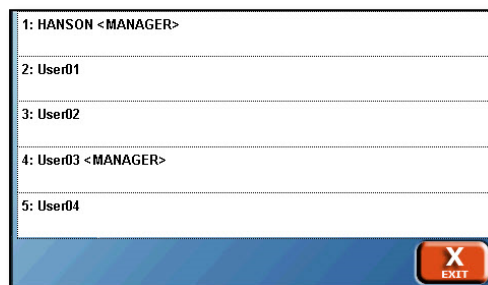 1: HANSON <MANAGER>
2: User01
3: User02
4: User03 <MANAGER>
5: User04
X
EXIT